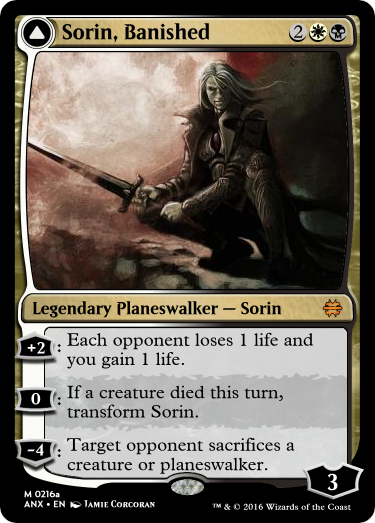 Sorin, Banished 2
Legendary Planeswalker — Sorin
+2: Each opponent loses 1 life and
you gain 1 life.
0: If a creature died this turn,
transform Sorin.
-4: Target opponent sacrifices a
creature or planeswalker.
3
M 0216a
ANX • EN Jamie Corcoran
™ & © 2016 Wizards of the Coast